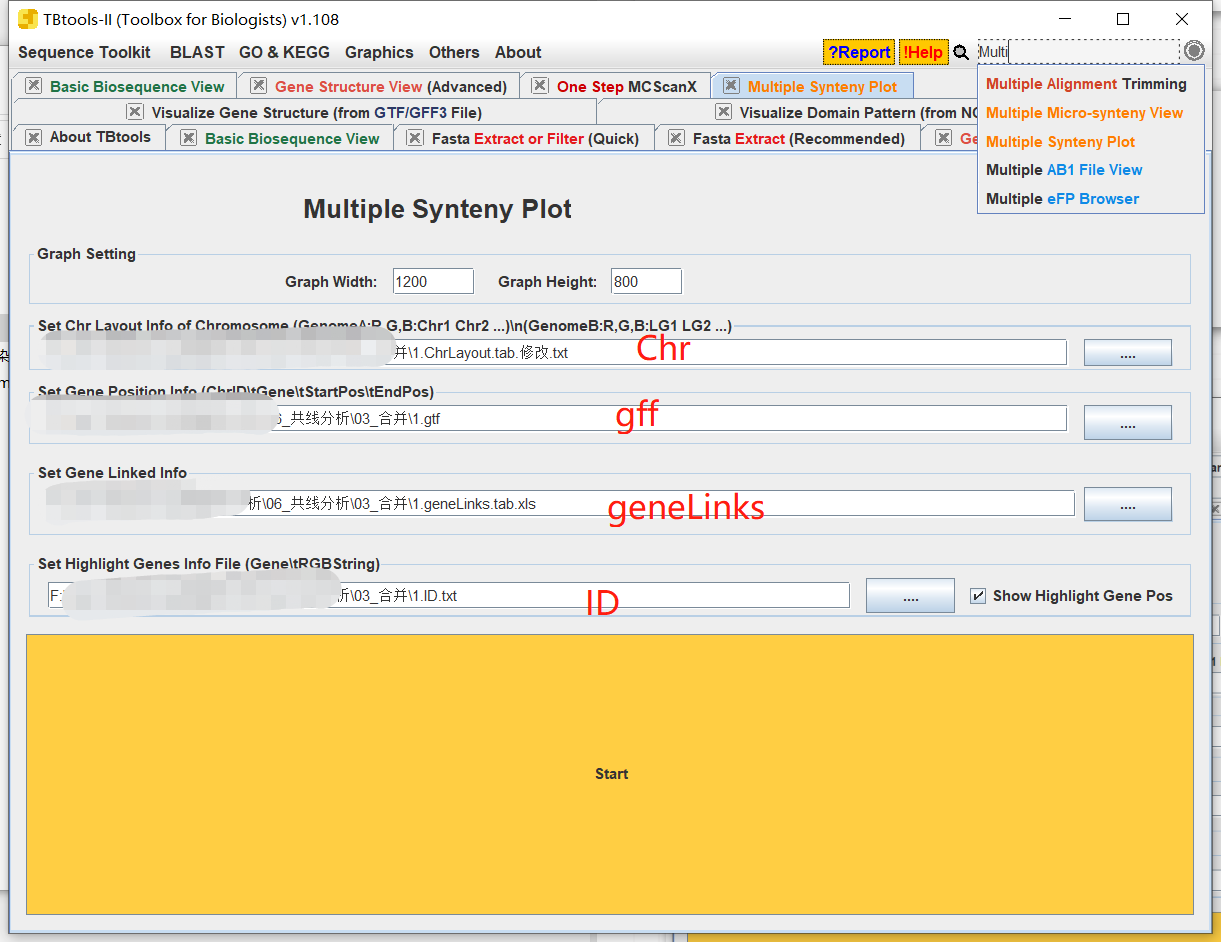 TBtools-II (Toolbox for Biologists) v1.108
Sequence Toolkit BLAST GO & KEGG Graphics Others About ?Report !Help Multi
Multiple Alignment Trimming
Multiple Micro-synteny View
Multiple Synteny Plot
Multiple AB1 File View
Multiple eFP Browser
Basic Biosequence View Gene Structure View (Advanced) One Step MCScanX Multiple Synteny Plot
Visualize Gene Structure (from GTF/GFF3 File) Visualize Domain Pattern (from NC
About TBtools Basic Biosequence View Fasta Extract or Filter (Quick) Fasta Extract (Recommended) Ge
Multiple Synteny Plot
Graph Setting
Graph Width: 1200 Graph Height: 800
Set Chr Layout Info of Chromosome (GenomeA:R,G,B:Chr1 Chr2 ...)\n(GenomeB:R,G,B:LG1 LG2 ...)
并\1.ChrLayout.tab.修改.txt Chr ....
Set Gene Position Info (ChrID\tGene\tStartPos\tEndPos)
6_共线分析\03_合并\1.gtf gff ....
Set Gene Linked Info
析\06_共线分析\03_合并\1.geneLinks.tab.xls geneLinks ....
Set Highlight Genes Info File (Gene\tRGBString)
F: 析\03_合并\1.ID.txt ID .... Show Highlight Gene Pos
Start